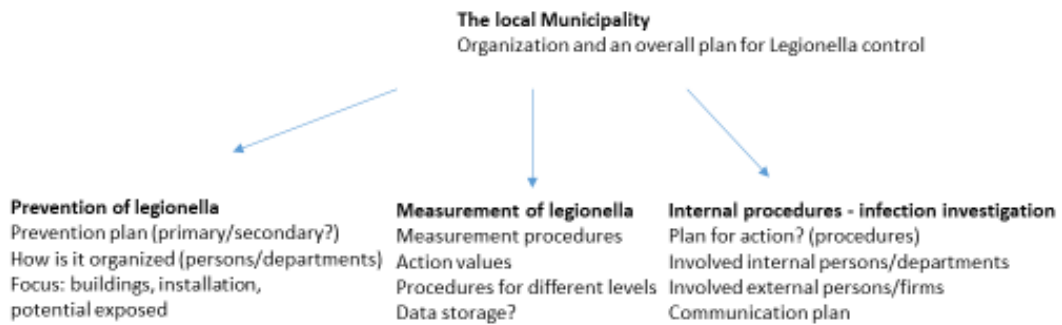 The local Municipality
Organization and an overall plan for Legionella control
Prevention of legionella
Prevention plan (primary/secondary?)
How is it organized (persons/departments)
Focus: buildings, installation,
potential exposed
Measurement of legionella
Measurement procedures
Action values
Procedures for different levels
Data storage?
Internal procedures - infection investigation
Plan for action? (procedures)
Involved internal persons/departments
Involved external persons/firms
Communication plan